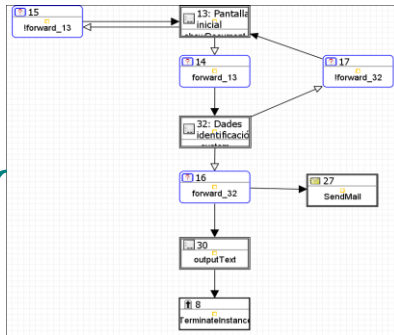 15
!forward_13
13: Pantalla
inicial
14
forward_13
17
!forward_32
32: Dades
identificació
16
forward_32
27
SendMail
30
outputText
8
TerminateInstance